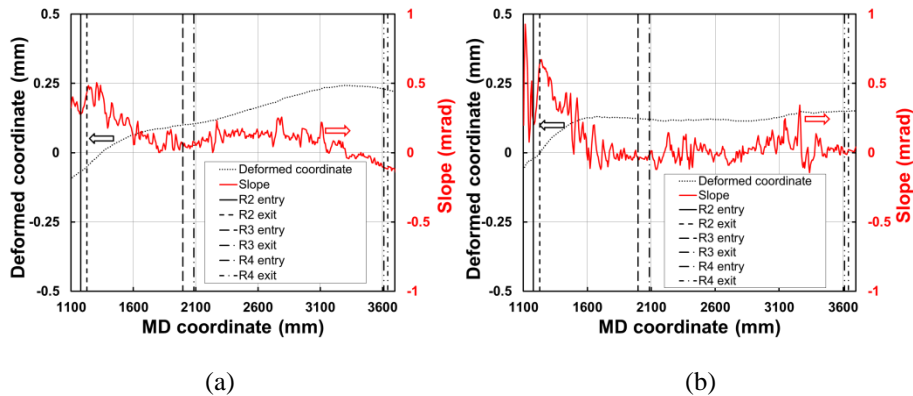 0.5
0.25
0
-0.25
-0.5
Deformed coordinate (mm)
1
0.5
0
-0.5
-1
Slope (mrad)
Deformed coordinate
Slope
R2 entry
R2 exit
R3 entry
R3 exit
R4 entry
R4 exit
1100 1600 2100 2600 3100 3600
MD coordinate (mm)
(a)
0.5
0.25
0
-0.25
-0.5
Deformed coordinate (mm)
1
0.5
0
-0.5
-1
Slope (mrad)
Deformed coordinate
Slope
R2 entry
R2 exit
R3 entry
R3 exit
R4 entry
R4 exit
1100 1600 2100 2600 3100 3600
MD coordinate (mm)
(b)